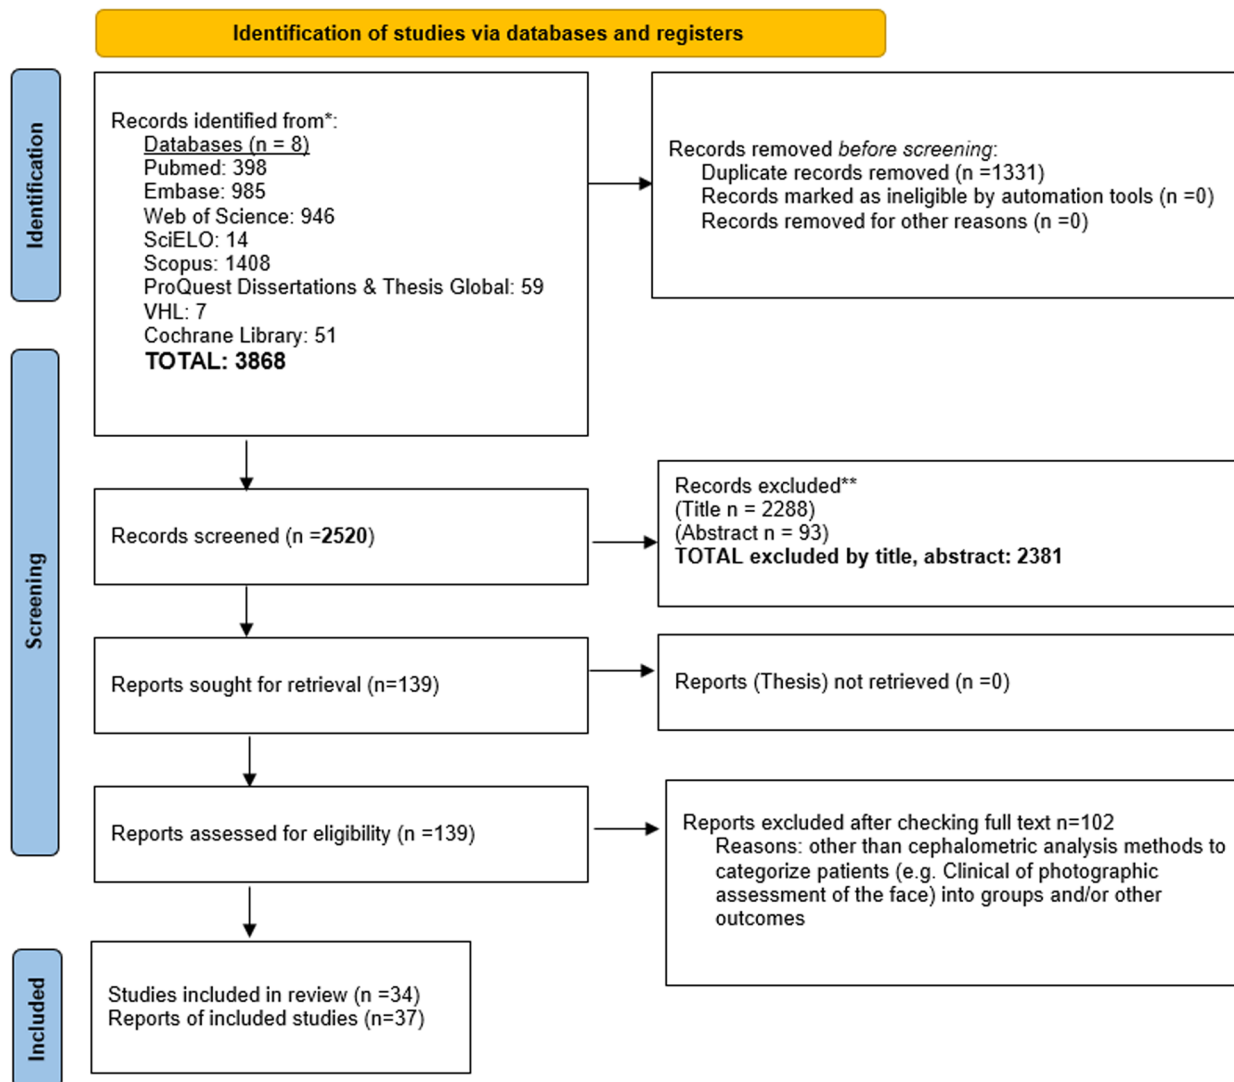 Identification of studies via databases and registers
Identification
Records identified from*:
Databases (n = 8)
Pubmed: 398
Embase: 985
Web of Science: 946
SciELO: 14
Scopus: 1408
ProQuest Dissertations & Thesis Global: 59
VHL: 7
Cochrane Library: 51
TOTAL: 3868
Records removed before screening:
Duplicate records removed (n =1331)
Records marked as ineligible by automation tools (n =0)
Records removed for other reasons (n =0)
Screening
Records screened (n =2520)
Records excluded**
(Title n = 2288)
(Abstract n = 93)
TOTAL excluded by title, abstract: 2381
Reports sought for retrieval (n=139)
Reports (Thesis) not retrieved (n =0)
Reports assessed for eligibility (n =139)
Reports excluded after checking full text n=102
Reasons: other than cephalometric analysis methods to
categorize patients (e.g. Clinical of photographic
assessment of the face) into groups and/or other
outcomes
Included
Studies included in review (n =34)
Reports of included studies (n=37)